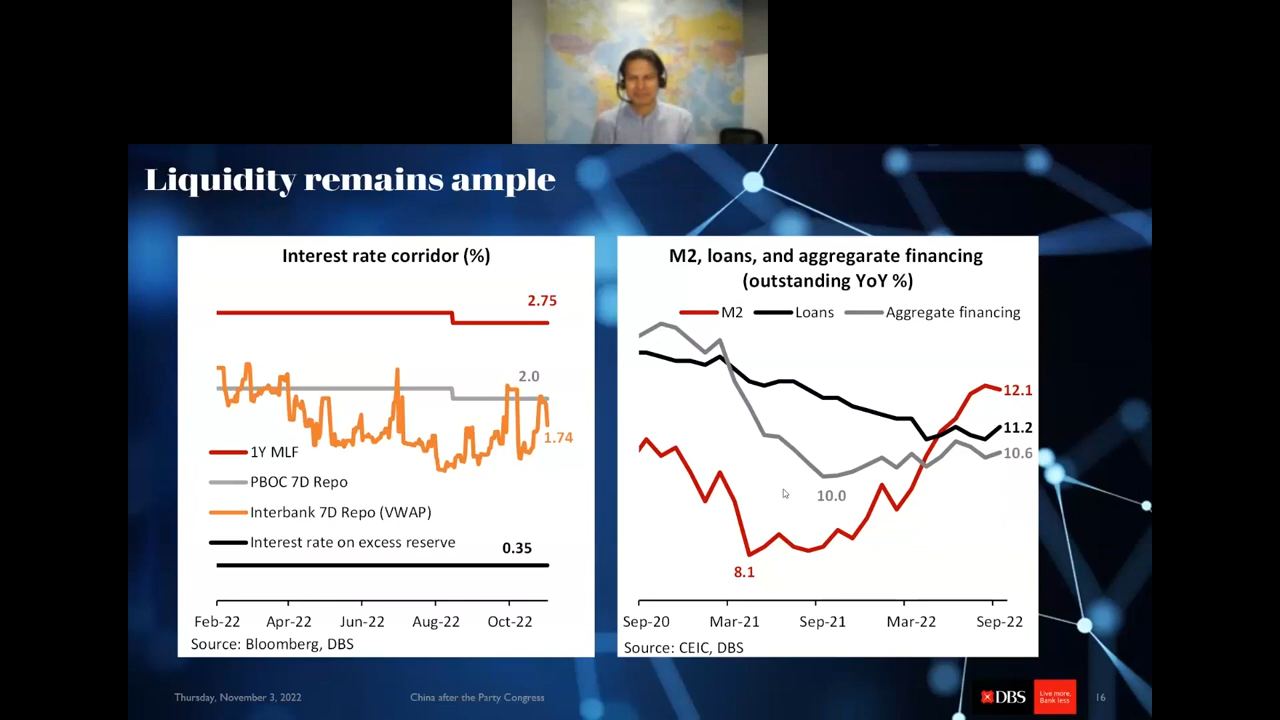 Liquidity remains ample
Interest rate corridor (%)
2.75
2.0
1.74
1Y MLF
PBOC 7D Repo
Interbank 7D Repo (VWAP)
Interest rate on excess reserve
0.35
Feb-22 Apr-22 Jun-22 Aug-22 Oct-22
Source: Bloomberg, DBS
M2, loans, and aggregarate financing
(outstanding YoY %)
M2 Loans Aggregate financing
12.1
11.2
10.6
10.0
8.1
Sep-20 Mar-21 Sep-21 Mar-22 Sep-22
Source: CEIC, DBS
Thursday, November 3, 2022 China after the Party Congress
DBS
Live more,
Bank less
16